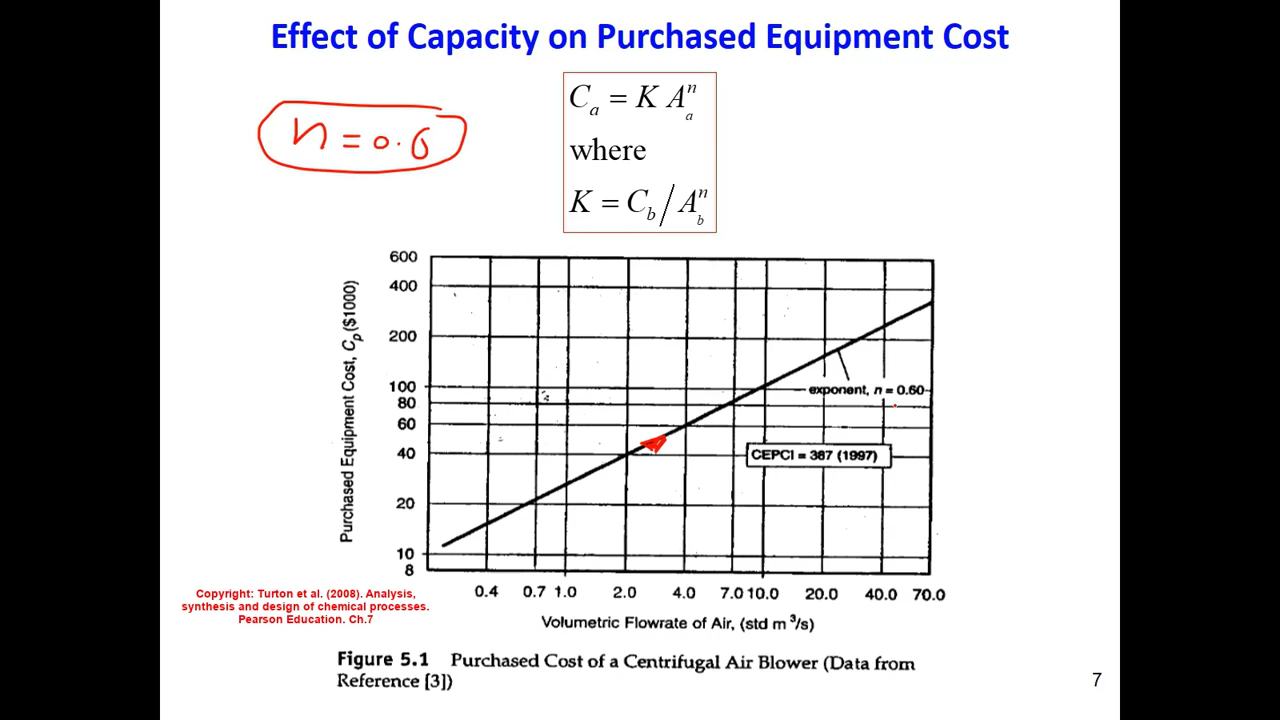 Effect of Capacity on Purchased Equipment Cost
n = 0.6
C_a = K A_a^n
where
K = C_b / A_b^n
600
400
200
100
80
60
40
20
10
8
Purchased Equipment Cost, C_p ($1000)
exponent, n = 0.60
CEPCI = 387 (1997)
0.4 0.7 1.0 2.0 4.0 7.0 10.0 20.0 40.0 70.0
Volumetric Flowrate of Air, (std m³/s)
Copyright: Turton et al. (2008). Analysis,
synthesis and design of chemical processes.
Pearson Education. Ch.7
Figure 5.1 Purchased Cost of a Centrifugal Air Blower (Data from
Reference [3])
7